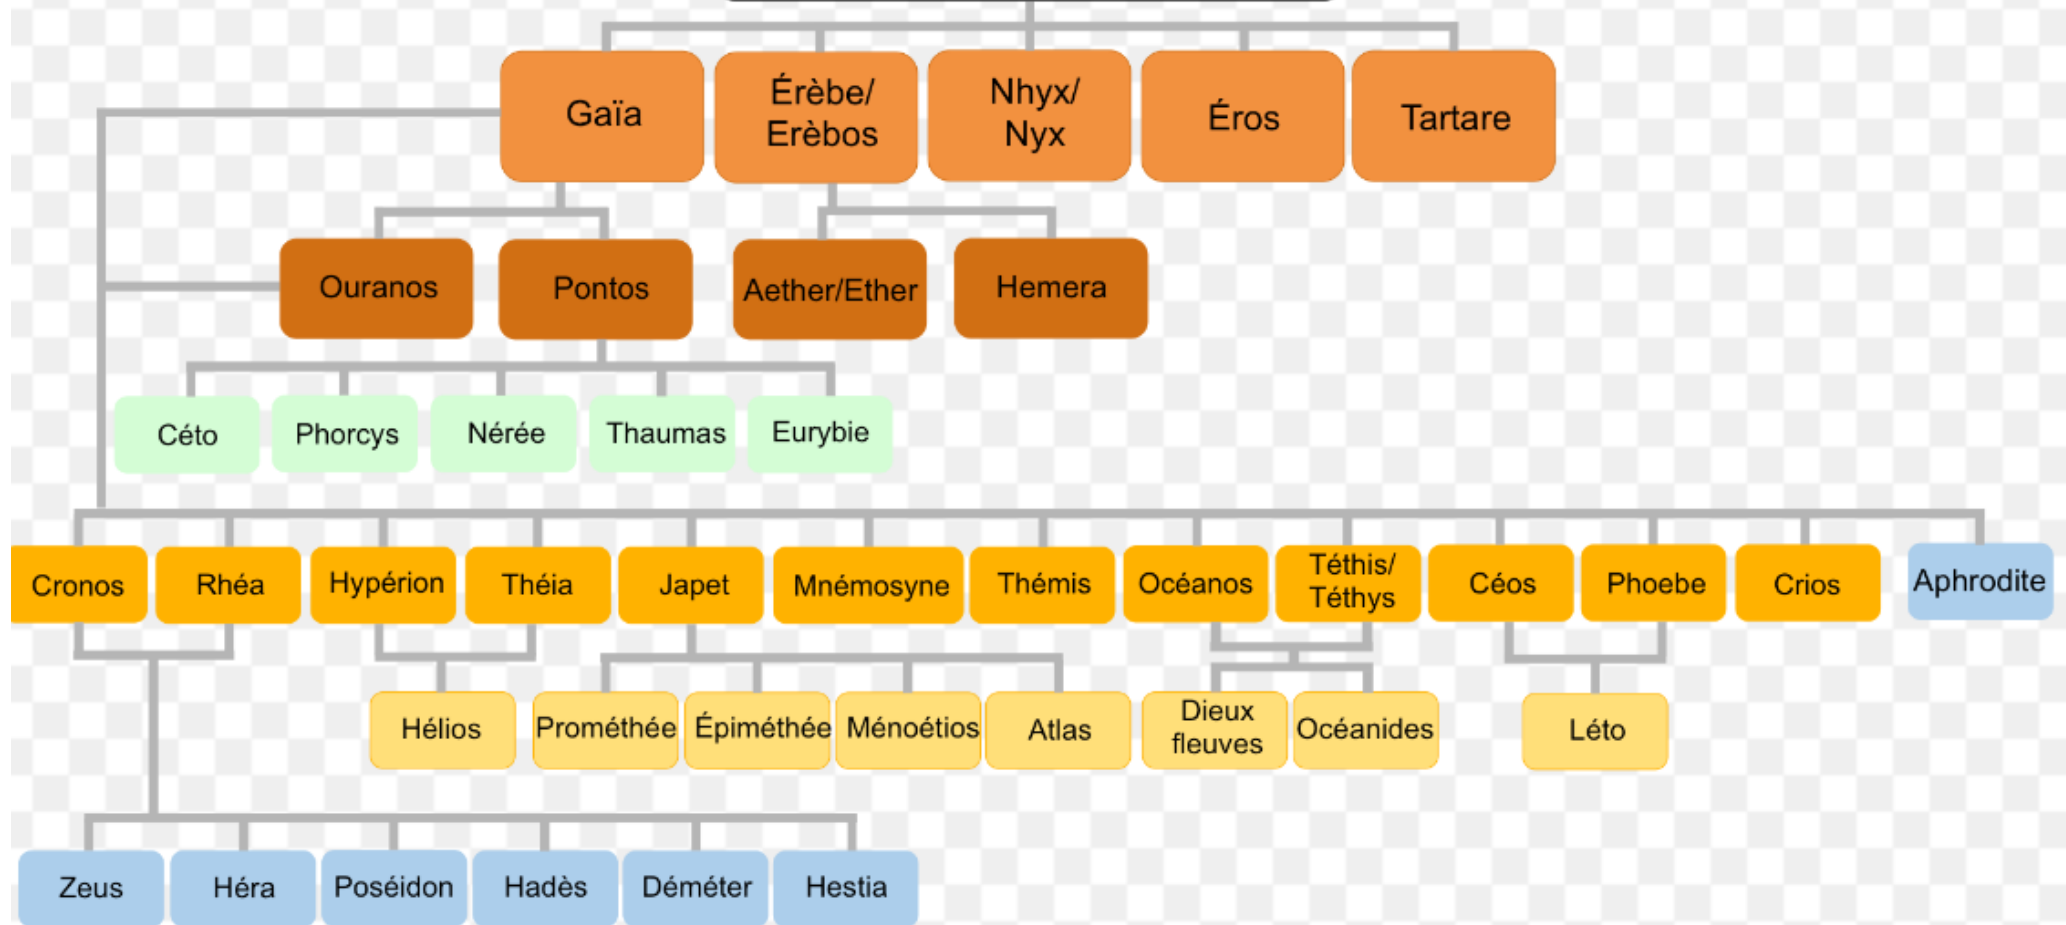 Gaïa
Érèbe/
Erèbos
Nhyx/
Nyx
Éros
Tartare
Ouranos
Pontos
Aether/Ether
Hemera
Céto
Phorcys
Nérée
Thaumas
Eurybie
Cronos
Rhéa
Hypérion
Théia
Japet
Mnémosyne
Thémis
Océanos
Téthis/
Téthys
Céos
Phoebe
Crios
Aphrodite
Hélios
Prométhée
Épiméthée
Ménoétios
Atlas
Dieux
fleuves
Océanides
Léto
Zeus
Héra
Poséidon
Hadès
Déméter
Hestia